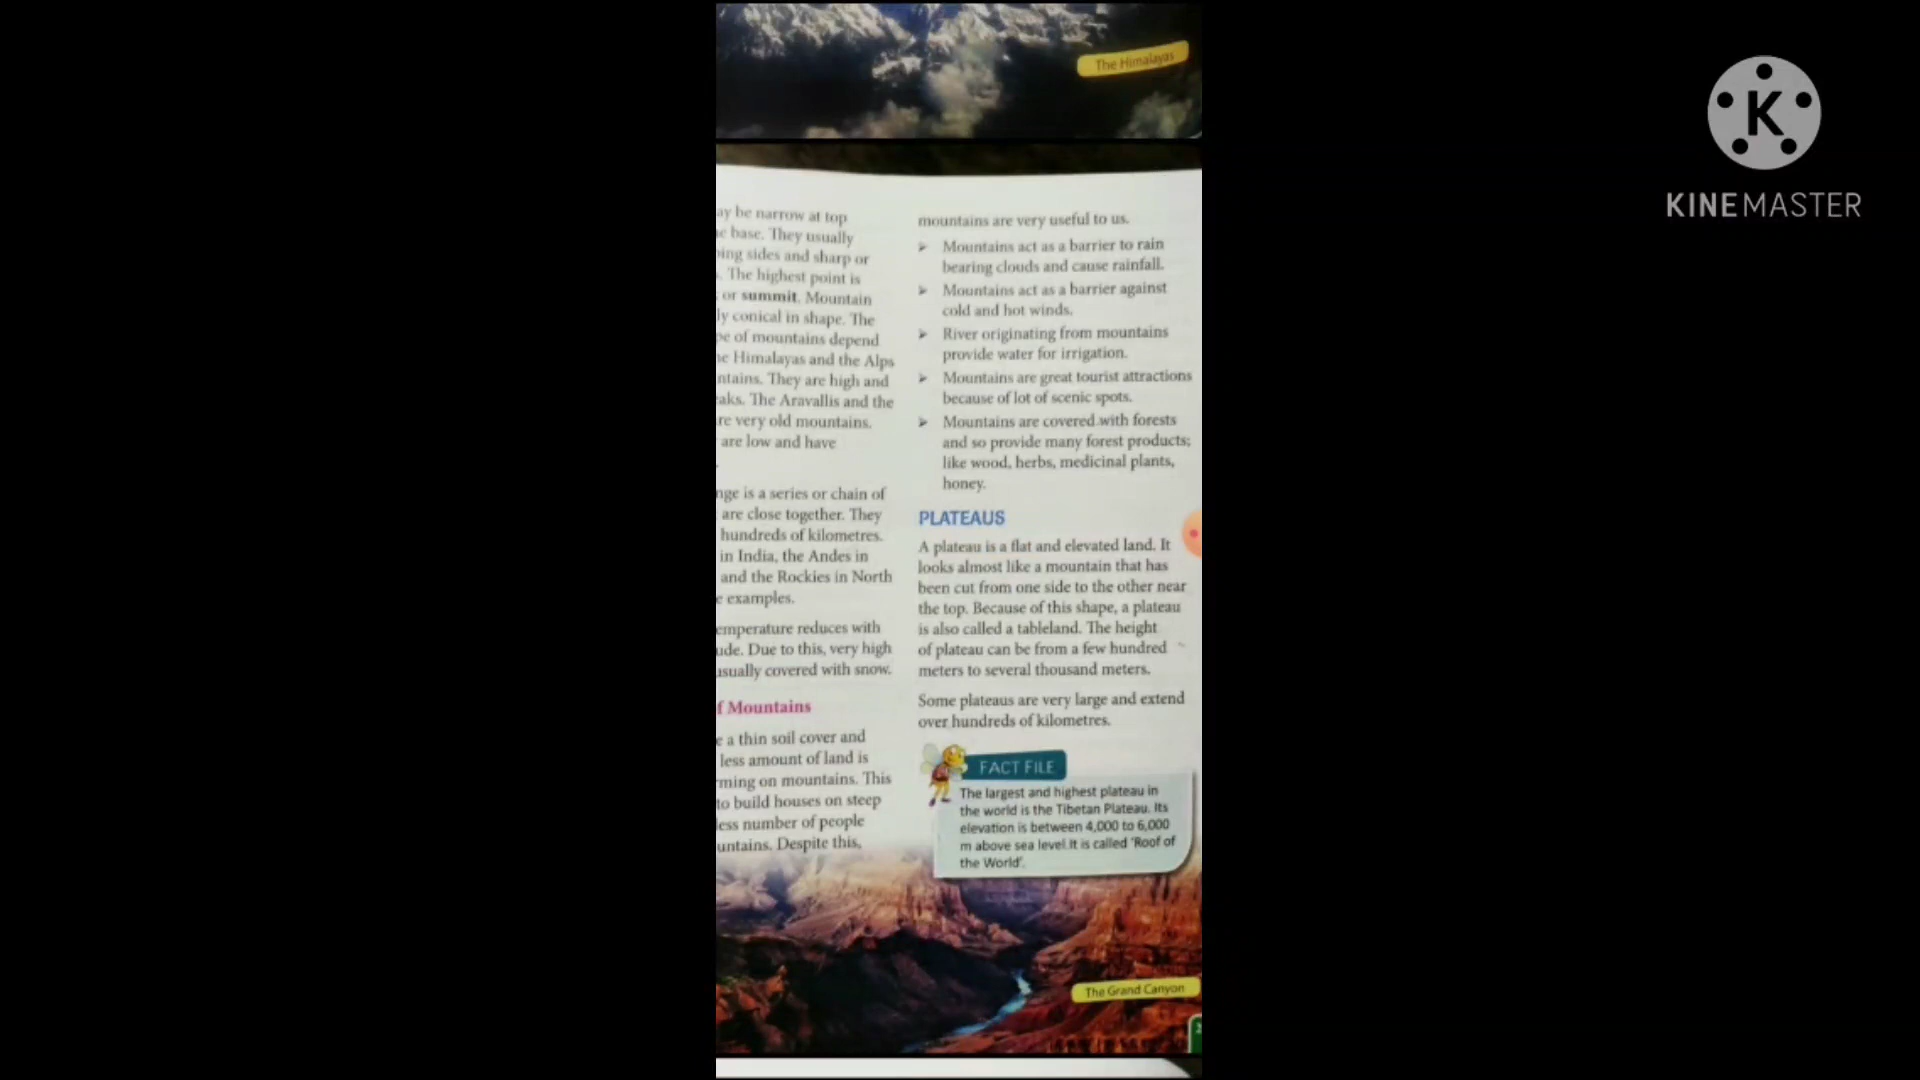 The Himalayas
KINEMASTER
ay be narrow at top
base. They usually
sides and sharp or
The highest point is
or summit. Mountain
ly conical in shape. The
of mountains depend
Himalayas and the Alps
They are high and
The Aravallis and the
very old mountains.
are low and have
is a series or chain of
are close together. They
hundreds of kilometres.
in India, the Andes in
and the Rockies in North
examples.
emperature reduces with
Due to this, very high
covered with snow.
f Mountains
a thin soil cover and
less amount of land is
on mountains. This
to build houses on steep
number of people
Despite this,
mountains are very useful to us.
➢ Mountains act as a barrier to rain
bearing clouds and cause rainfall.
➢ Mountains act as a barrier against
cold and hot winds.
➢ River originating from mountains
provide water for irrigation.
➢ Mountains are great tourist attractions
because of lot of scenic spots.
➢ Mountains are covered with forests
and so provide many forest products;
like wood, herbs, medicinal plants,
honey.
PLATEAUS
A plateau is a flat and elevated land. It
looks almost like a mountain that has
been cut from one side to the other near
the top. Because of this shape, a plateau
is also called a tableland. The height
of plateau can be from a few hundred
meters to several thousand meters.
Some plateaus are very large and extend
over hundreds of kilometres.
FACT FILE
The largest and highest plateau in
the world is the Tibetan Plateau. Its
elevation is between 4,000 to 6,000
m above sea level.It is called 'Roof of
the World'.
The Grand Canyon